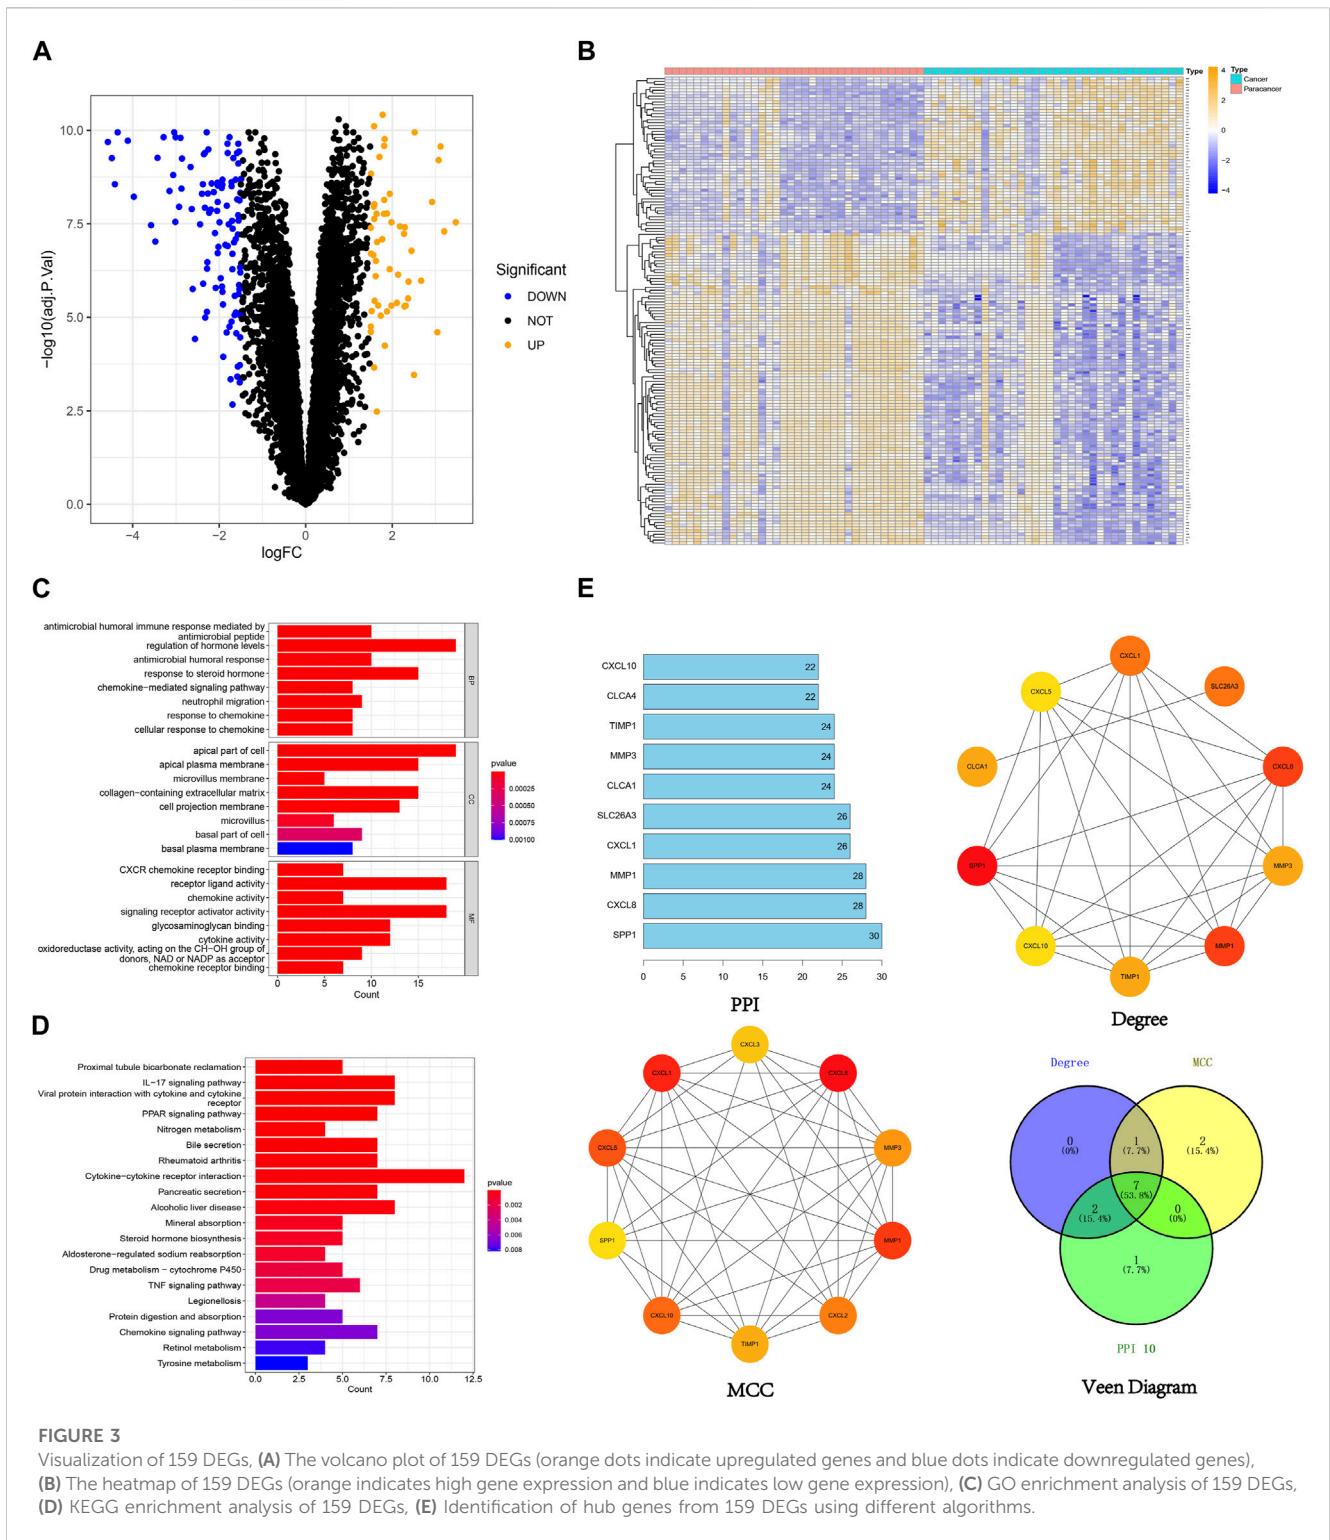 A
10.0
7.5
5.0
2.5
0.0
−log10(adj.P.Val)
−4
−2
0
2
logFC
Significant
DOWN
NOT
UP
B
Type
4
2
0
−2
−4
Type
Cancer
Paracancer
C
antimicrobial humoral immune response mediated by
antimicrobial peptide
regulation of hormone levels
antimicrobial humoral response
response to steroid hormone
chemokine−mediated signaling pathway
neutrophil migration
response to chemokine
cellular response to chemokine
BP
apical part of cell
apical plasma membrane
microvillus membrane
collagen−containing extracellular matrix
cell projection membrane
microvillus
basal part of cell
basal plasma membrane
CC
CXCR chemokine receptor binding
receptor ligand activity
chemokine activity
signaling receptor activator activity
glycosaminoglycan binding
cytokine activity
oxidoreductase activity, acting on the CH−OH group of
donors, NAD or NADP as acceptor
chemokine receptor binding
MF
0
5
10
15
Count
pvalue
0.00025
0.00050
0.00075
0.00100
D
Proximal tubule bicarbonate reclamation
IL−17 signaling pathway
Viral protein interaction with cytokine and cytokine
receptor
PPAR signaling pathway
Nitrogen metabolism
Bile secretion
Rheumatoid arthritis
Cytokine−cytokine receptor interaction
Pancreatic secretion
Alcoholic liver disease
Mineral absorption
Steroid hormone biosynthesis
Aldosterone−regulated sodium reabsorption
Drug metabolism − cytochrome P450
TNF signaling pathway
Legionellosis
Protein digestion and absorption
Chemokine signaling pathway
Retinol metabolism
Tyrosine metabolism
0.0
2.5
5.0
7.5
10.0
12.5
Count
pvalue
0.002
0.004
0.006
0.008
E
CXCL10 22
CLCA4 22
TIMP1 24
MMP3 24
CLCA1 24
SLC26A3 26
CXCL1 26
MMP1 28
CXCL8 28
SPP1 30
0
5
10
15
20
25
30
PPI
CXCL1
SLC26A3
CXCL5
CLCA1
CXCL8
SPP1
MMP3
CXCL10
MMP1
TIMP1
Degree
CXCL3
CXCL1
CXCL8
CXCL5
MMP3
SPP1
MMP1
CXCL10
CXCL2
TIMP1
MCC
Degree
MCC
0
(0%)
1
(7.7%)
2
(15.4%)
7
(53.8%)
2
(15.4%)
0
(0%)
1
(7.7%)
PPI 10
Veen Diagram
FIGURE 3
Visualization of 159 DEGs, (A) The volcano plot of 159 DEGs (orange dots indicate upregulated genes and blue dots indicate downregulated genes),
(B) The heatmap of 159 DEGs (orange indicates high gene expression and blue indicates low gene expression), (C) GO enrichment analysis of 159 DEGs,
(D) KEGG enrichment analysis of 159 DEGs, (E) Identification of hub genes from 159 DEGs using different algorithms.